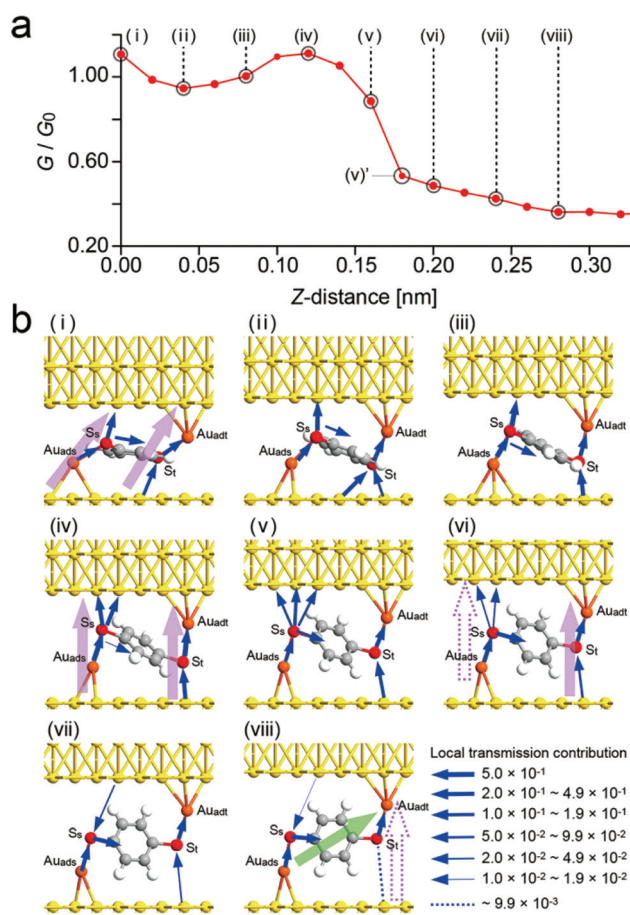 a
(i) (ii) (iii) (iv) (v) (vi) (vii) (viii)
1.00
0.60
0.20
G / G0
(v)'
0.00 0.05 0.10 0.15 0.20 0.25 0.30
Z-distance [nm]
b
(i) (ii) (iii)
Ss Auads St Auadt
Ss Auads St Auadt
Ss Auads St Auadt
(iv) (v) (vi)
Ss Auads St Auadt
Ss Auads St Auadt
Ss Auads St Auadt
(vii) (viii)
Ss Auads St Auadt
Ss Auads St Auadt
Local transmission contribution
5.0 × 10⁻¹
2.0 × 10⁻¹ ~ 4.9 × 10⁻¹
1.0 × 10⁻¹ ~ 1.9 × 10⁻¹
5.0 × 10⁻² ~ 9.9 × 10⁻²
2.0 × 10⁻² ~ 4.9 × 10⁻²
1.0 × 10⁻² ~ 1.9 × 10⁻²
~ 9.9 × 10⁻³